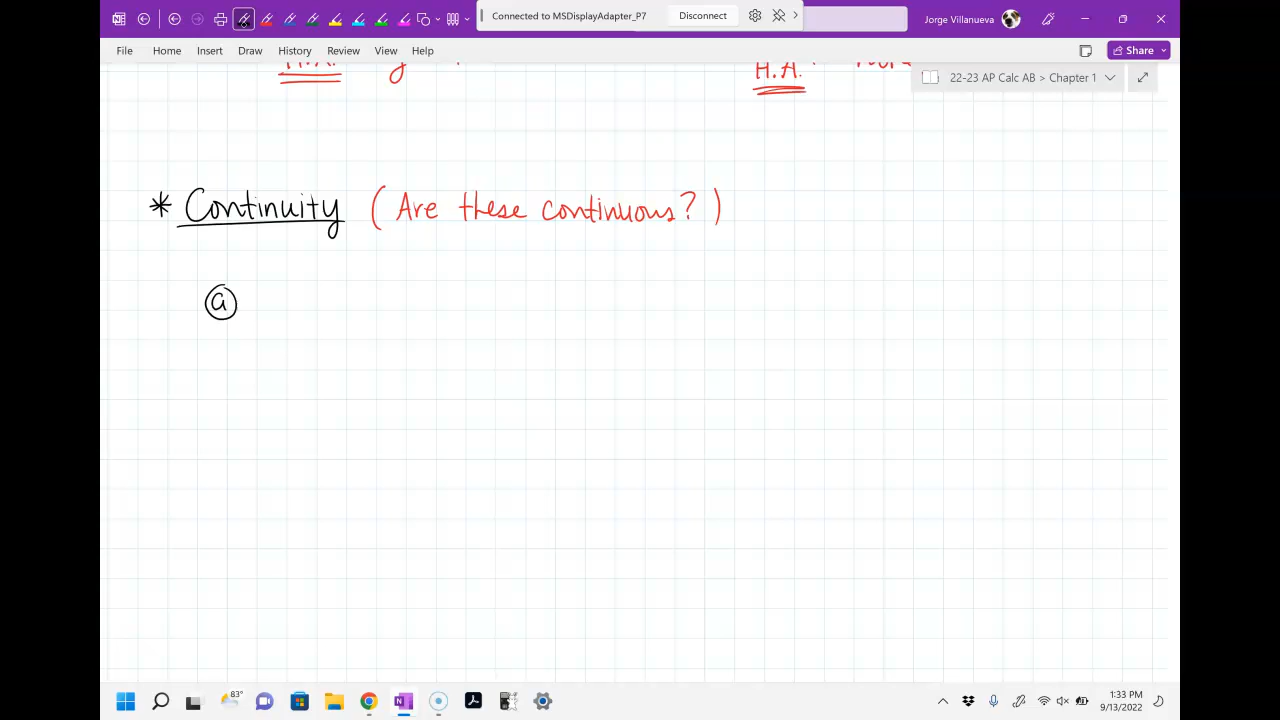 Connected to MSDisplayAdapter_P7 Disconnect
Jorge Villanueva
File Home Insert Draw History Review View Help
Share
H.A.
H.A.
22-23 AP Calc AB > Chapter 1
* Continuity (Are these continuous?)
a
83°
1:33 PM
9/13/2022